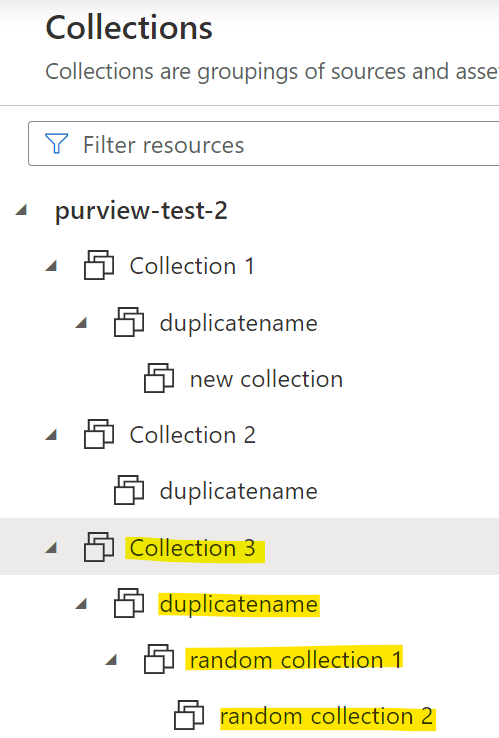 Collections
Collections are groupings of sources and asse
Filter resources
purview-test-2
Collection 1
duplicatename
new collection
Collection 2
duplicatename
Collection 3
duplicatename
random collection 1
random collection 2